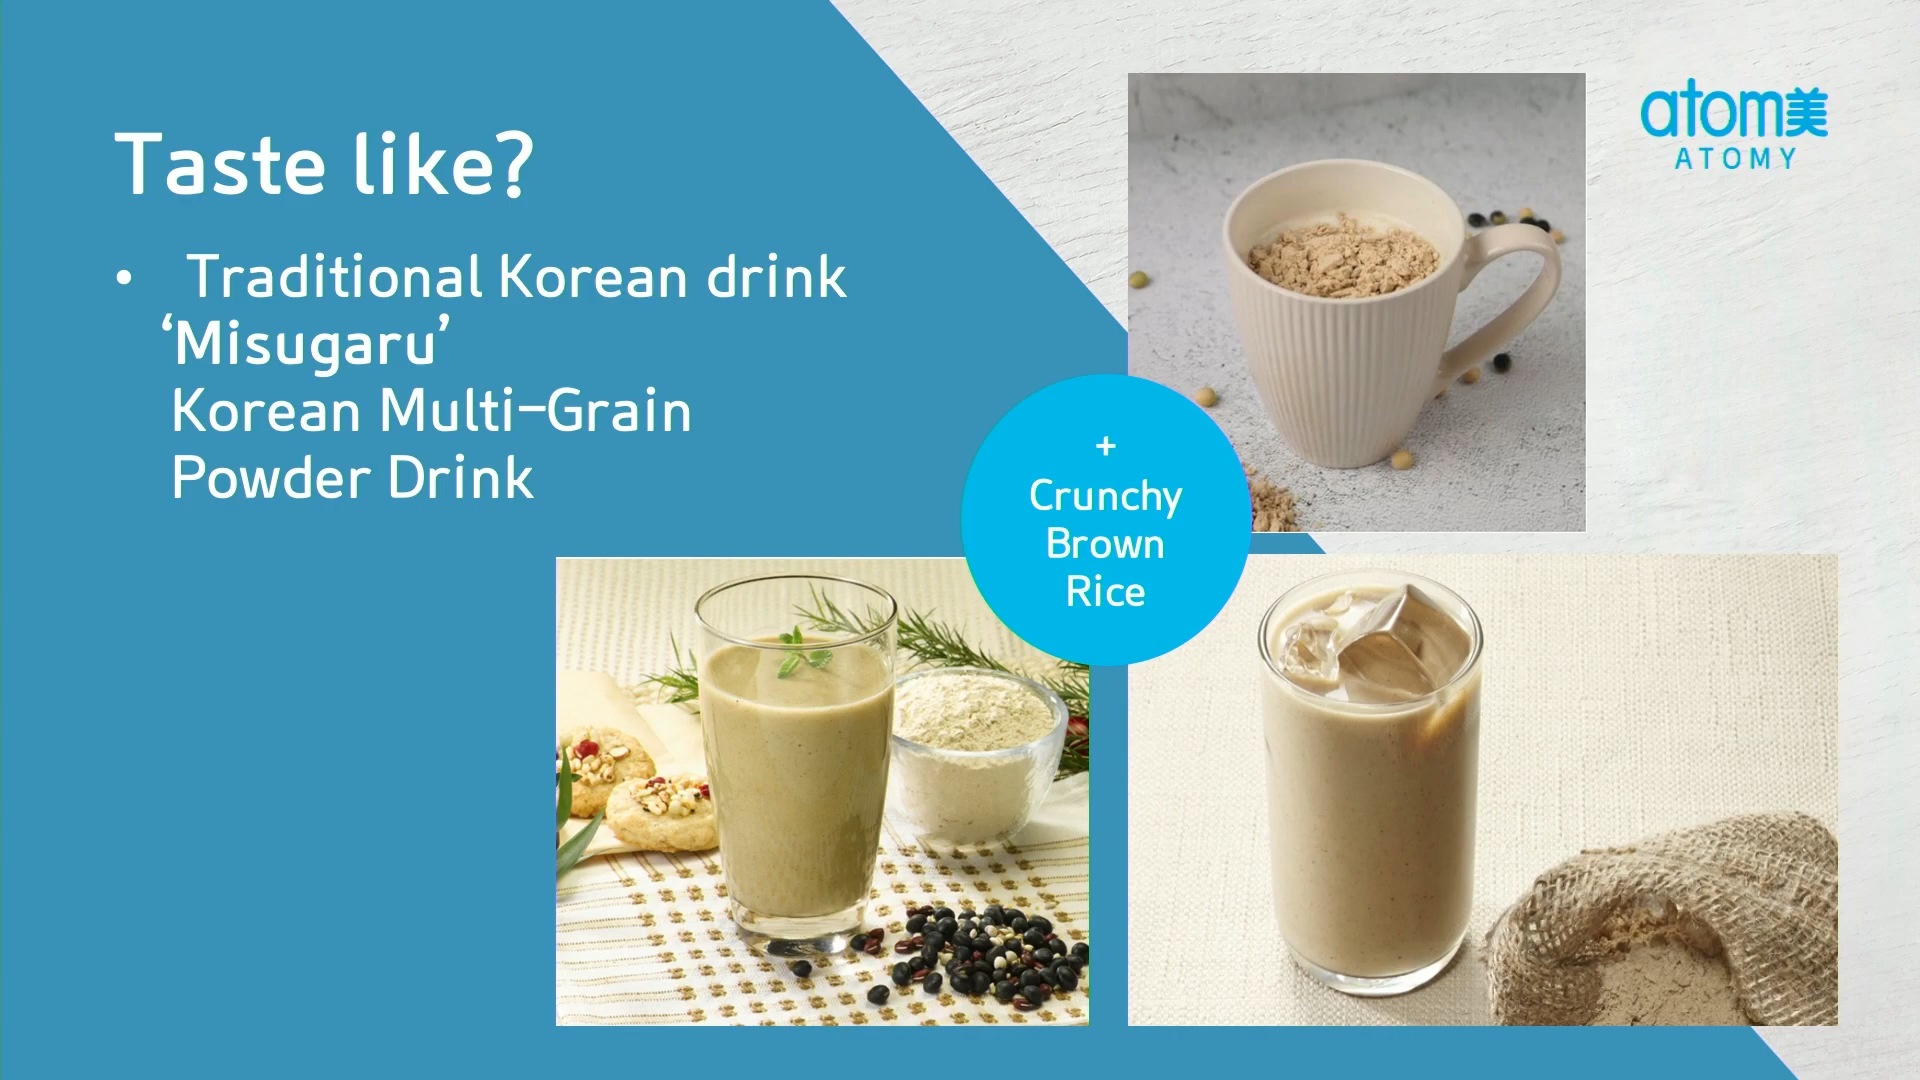 Taste like?
• Traditional Korean drink
‘Misugaru’
Korean Multi-Grain
Powder Drink
+
Crunchy
Brown
Rice
atom美
ATOMY